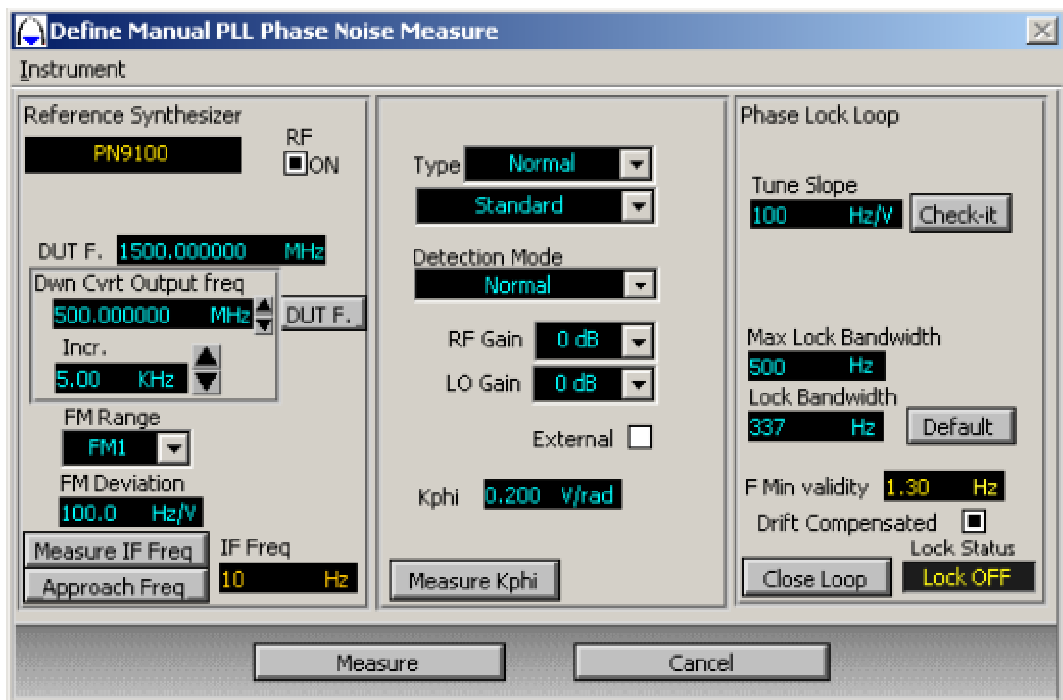 Define Manual PLL Phase Noise Measure
Instrument
Reference Synthesizer
PN9100
RF
ON
DUT F. 1500.000000 MHz
Dwn Cvrt Output freq
500.000000 MHz
DUT F.
Incr.
5.00 KHz
FM Range
FM1
FM Deviation
100.0 Hz/V
Measure IF Freq
IF Freq
Approach Freq
10 Hz
Type Normal
Standard
Detection Mode
Normal
RF Gain 0 dB
LO Gain 0 dB
External
Kphi 0.200 V/rad
Measure Kphi
Phase Lock Loop
Tune Slope
100 Hz/V
Check-it
Max Lock Bandwidth
500 Hz
Lock Bandwidth
337 Hz
Default
F Min validity 1.30 Hz
Drift Compensated
Lock Status
Close Loop
Lock OFF
Measure
Cancel